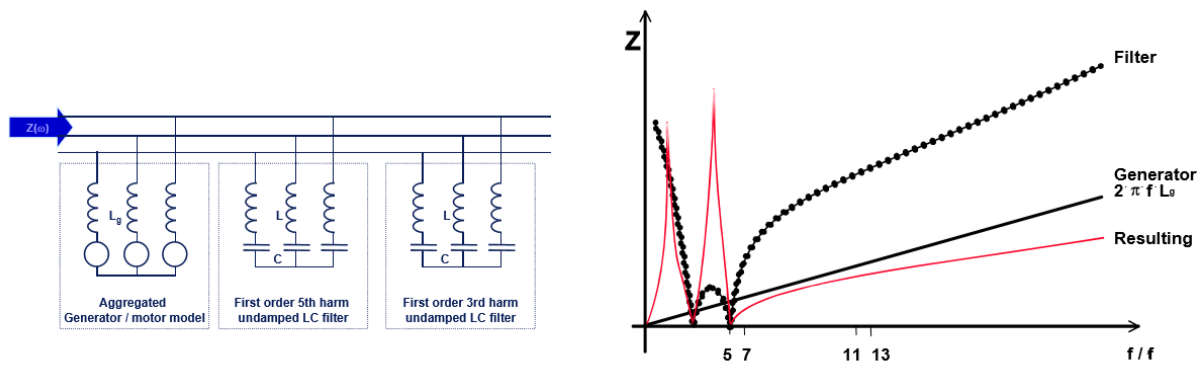 Z(ω)
Lg
L
C
L
C
Aggregated
Generator / motor model
First order 5th harm
undamped LC filter
First order 3rd harm
undamped LC filter
Z
Filter
Generator
2·π·f·Lg
Resulting
5 7 11 13 f / f